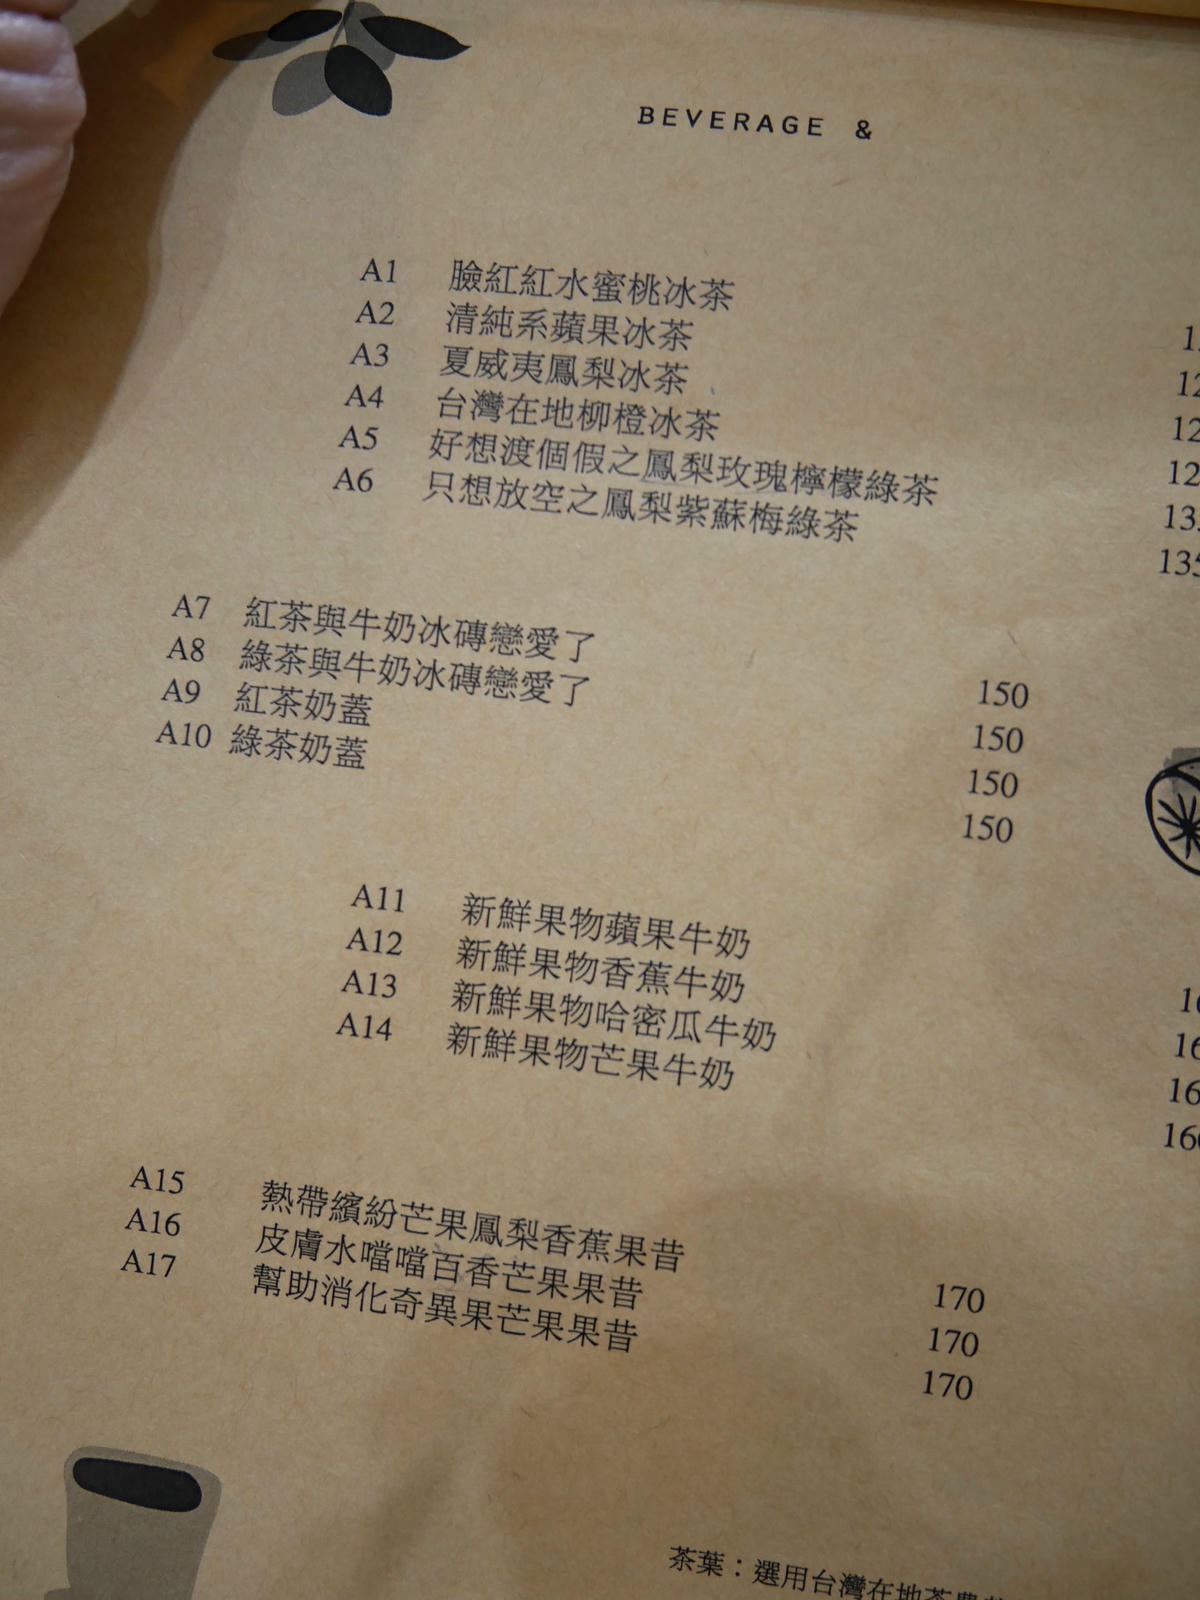 BEVERAGE &
A1 臉紅紅水蜜桃冰茶
A2 清純系蘋果冰茶
A3 夏威夷鳳梨冰茶
A4 台灣在地柳橙冰茶
A5 好想渡個假之鳳梨玫瑰檸檬綠茶
A6 只想放空之鳳梨紫蘇梅綠茶 135
A7 紅茶與牛奶冰磚戀愛了 150
A8 綠茶與牛奶冰磚戀愛了 150
A9 紅茶奶蓋 150
A10 綠茶奶蓋 150
A11 新鮮果物蘋果牛奶
A12 新鮮果物香蕉牛奶
A13 新鮮果物哈密瓜牛奶
A14 新鮮果物芒果牛奶 160
A15 熱帶繽紛芒果鳳梨香蕉果昔 170
A16 皮膚水噹噹百香芒果果昔 170
A17 幫助消化奇異果芒果果昔 170
茶葉：選用台灣在地茶農